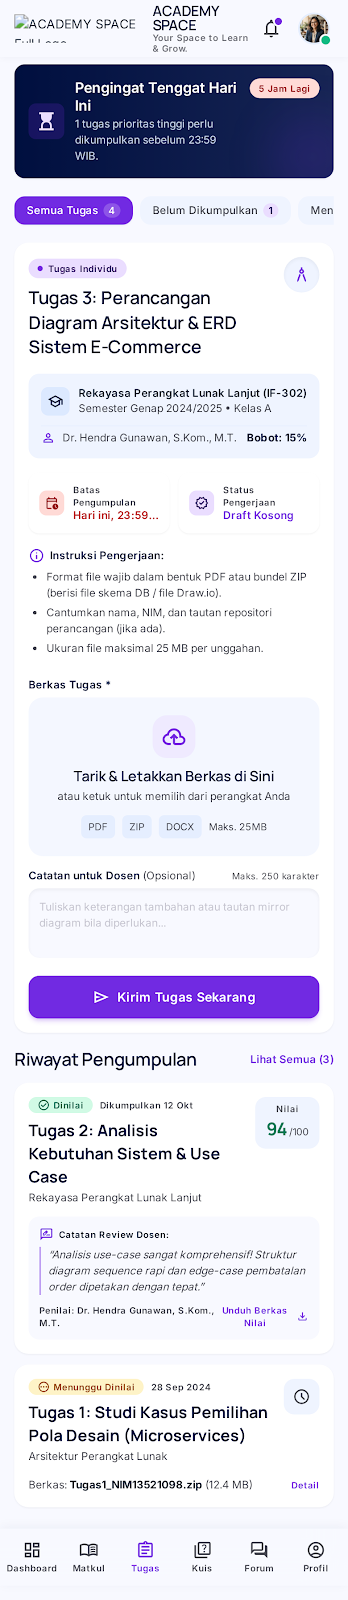 ACADEMY SPACE
ACADEMY
SPACE
Your Space to Learn
& Grow.
Pengingat Tenggat Hari
Ini
5 Jam Lagi
1 tugas prioritas tinggi perlu
dikumpulkan sebelum 23:59
WIB.
Semua Tugas 4
Belum Dikumpulkan 1
Men
Tugas Individu
Tugas 3: Perancangan
Diagram Arsitektur & ERD
Sistem E-Commerce
Rekayasa Perangkat Lunak Lanjut (IF-302)
Semester Genap 2024/2025 • Kelas A
Dr. Hendra Gunawan, S.Kom., M.T. Bobot: 15%
Batas
Pengumpulan
Hari ini, 23:59...
Status
Pengerjaan
Draft Kosong
Instruksi Pengerjaan:
• Format file wajib dalam bentuk PDF atau bundel ZIP
(berisi file skema DB / file Draw.io).
• Cantumkan nama, NIM, dan tautan repositori
perancangan (jika ada).
• Ukuran file maksimal 25 MB per unggahan.
Berkas Tugas *
Tarik & Letakkan Berkas di Sini
atau ketuk untuk memilih dari perangkat Anda
PDF ZIP DOCX Maks. 25MB
Catatan untuk Dosen (Opsional) Maks. 250 karakter
Tuliskan keterangan tambahan atau tautan mirror
diagram bila diperlukan...
Kirim Tugas Sekarang
Riwayat Pengumpulan Lihat Semua (3)
Dinilai Dikumpulkan 12 Okt
Nilai
94 /100
Tugas 2: Analisis
Kebutuhan Sistem & Use
Case
Rekayasa Perangkat Lunak Lanjut
Catatan Review Dosen:
"Analisis use-case sangat komprehensif! Struktur
diagram sequence rapi dan edge-case pembatalan
order dipetakan dengan tepat."
Penilai: Dr. Hendra Gunawan, S.Kom.,
M.T.
Unduh Berkas
Nilai
Menunggu Dinilai 28 Sep 2024
Tugas 1: Studi Kasus Pemilihan
Pola Desain (Microservices)
Arsitektur Perangkat Lunak
Berkas: Tugas1_NIM13521098.zip (12.4 MB) Detail
Dashboard Matkul Tugas Kuis Forum Profil